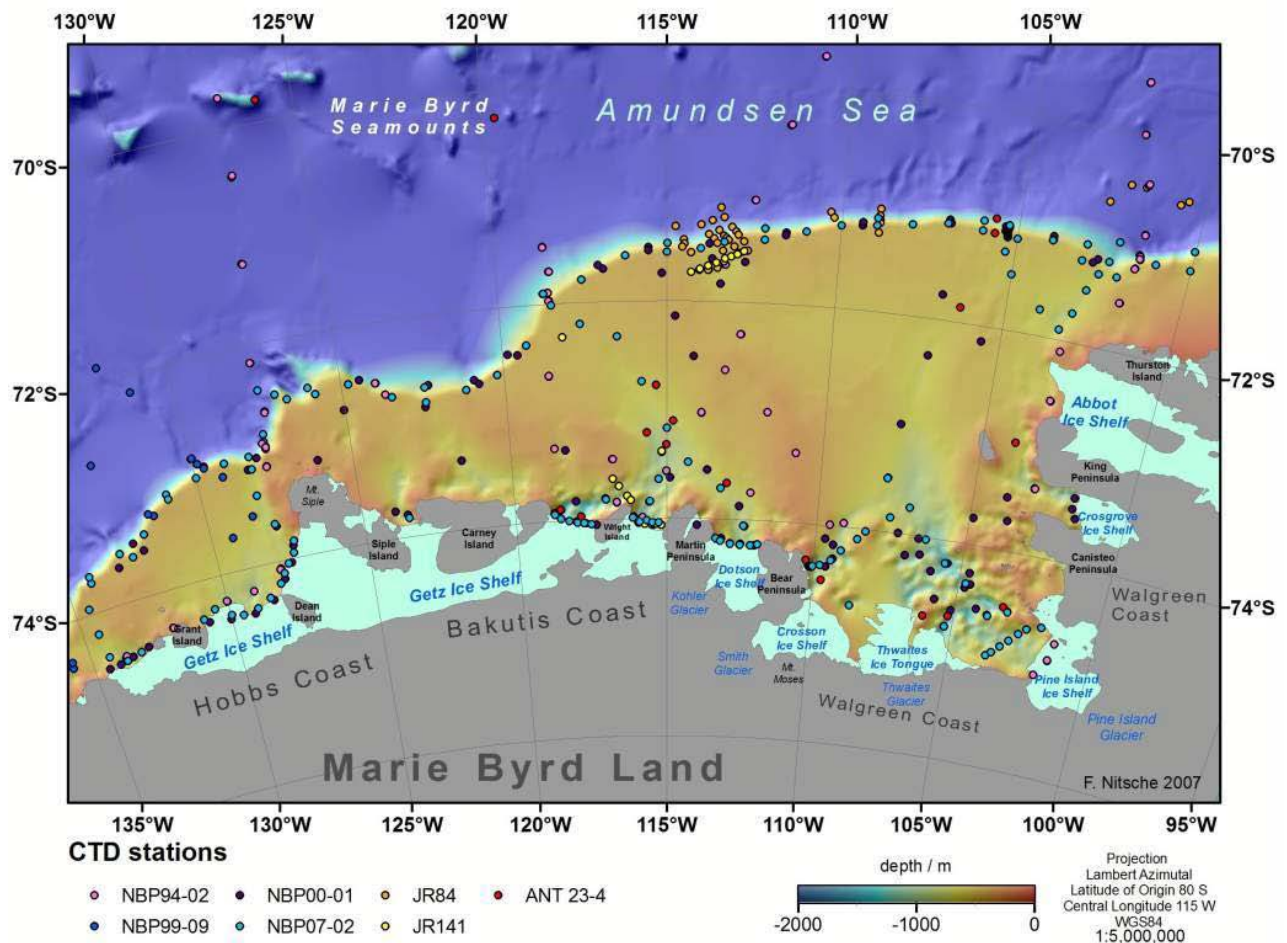 130°W 125°W 120°W 115°W 110°W 105°W
Marie Byrd
Seamounts
Amundsen Sea
70°S
70°S
72°S
72°S
74°S
74°S
Thurston
Island
Abbot
Ice Shelf
King
Peninsula
Crosgrove
Ice Shelf
Canisteo
Peninsula
Walgreen
Coast
Mt.
Siple
Siple
Island
Carney
Island
Wright
Island
Martin
Peninsula
Dotson
Ice Shelf
Bear
Peninsula
Kohler
Glacier
Getz Ice Shelf
Dean
Island
Grant
Island
Getz Ice Shelf
Bakutis Coast
Hobbs Coast
Smith
Glacier
Crosson
Ice Shelf
Mt.
Moses
Thwaites
Ice Tongue
Thwaites
Glacier
Pine Island
Ice Shelf
Pine Island
Glacier
Walgreen Coast
Marie Byrd Land
F. Nitsche 2007
135°W 130°W 125°W 120°W 115°W 110°W 105°W 100°W 95°W
CTD stations
NBP94-02 NBP00-01 JR84 ANT 23-4
NBP99-09 NBP07-02 JR141
depth / m
-2000 -1000 0
Projection
Lambert Azimutal
Latitude of Origin 80 S
Central Longitude 115 W
WGS84
1:5,000,000